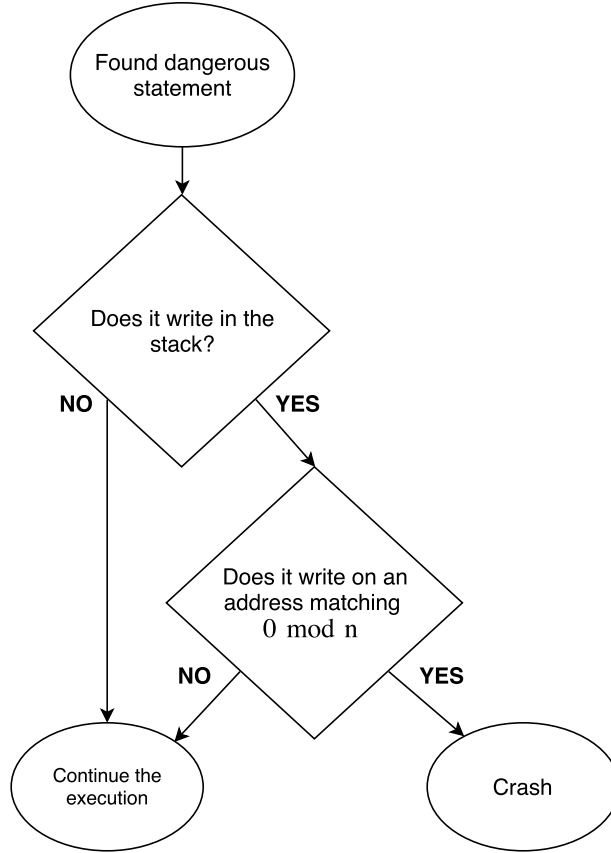 Found dangerous
statement
Does it write in the
stack?
NO
YES
Does it write on an
address matching
0 mod n
NO
YES
Continue the
execution
Crash